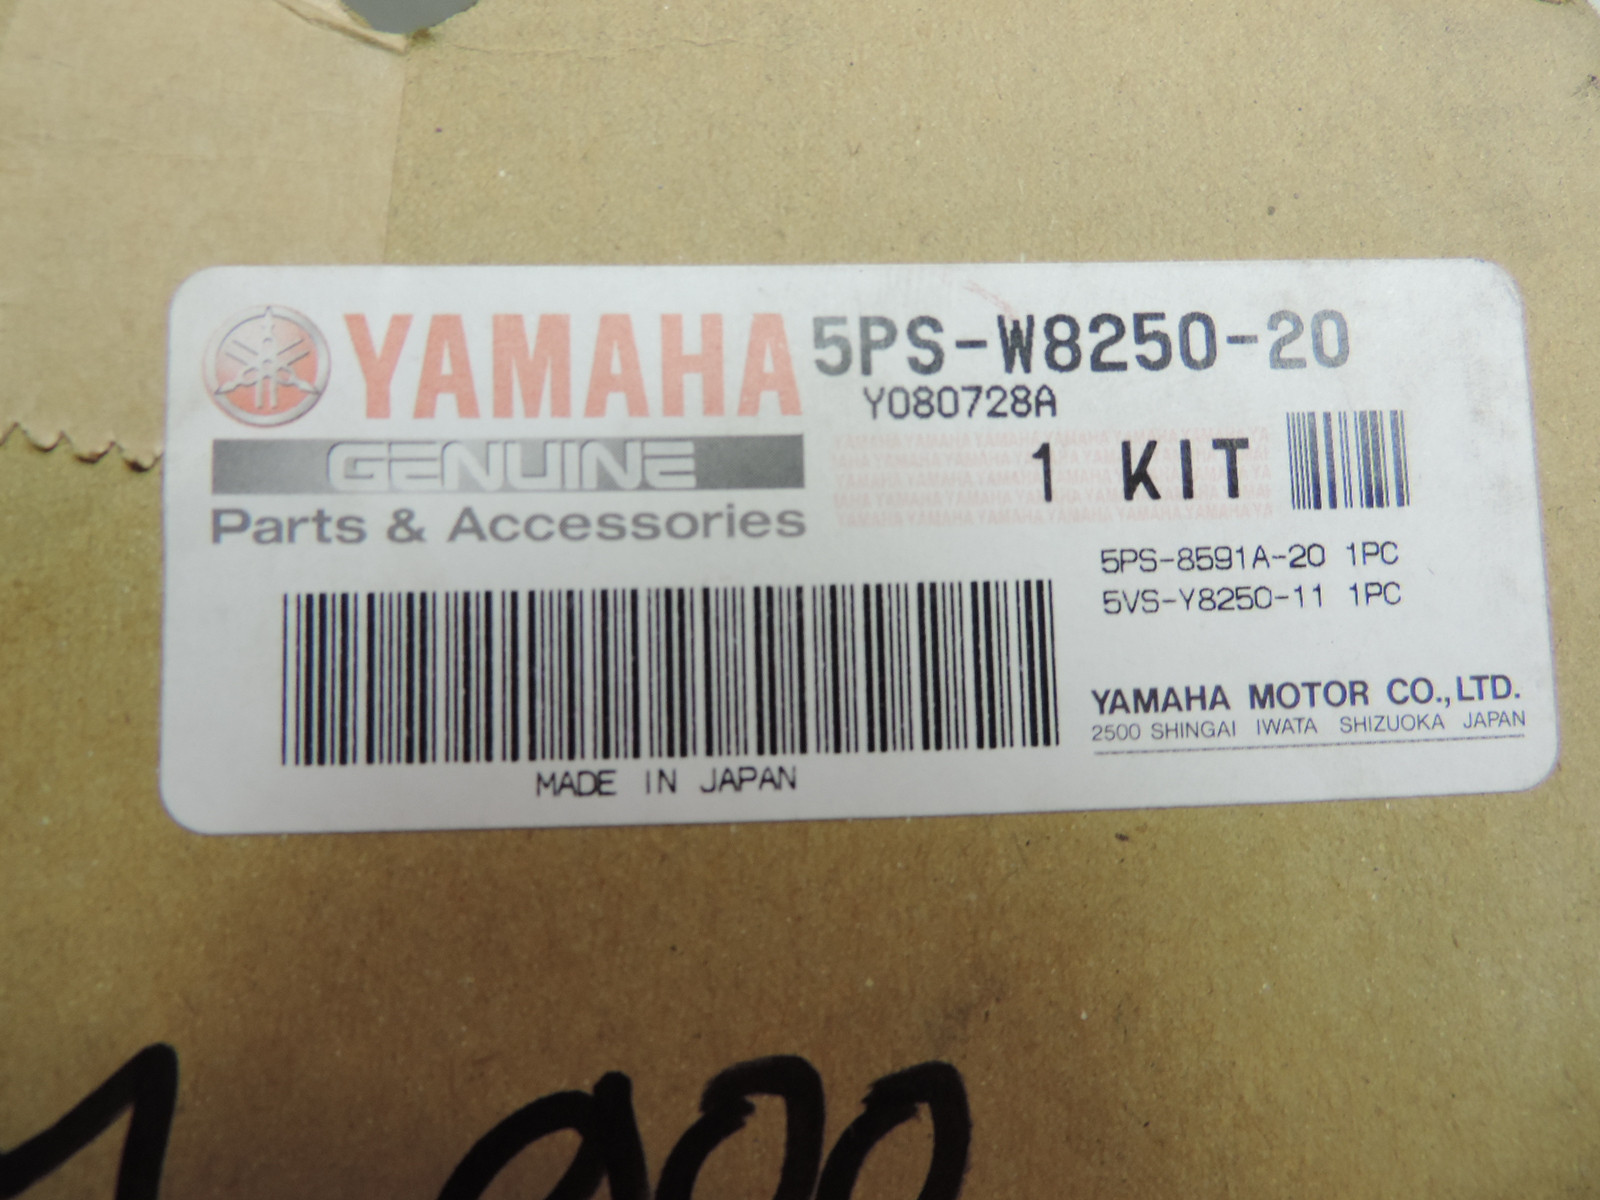 YAMAHA
GENUINE
Parts & Accessories
5PS-W8250-20
Y080728A
1 KIT
5PS-8591A-20 1PC
5VS-Y8250-11 1PC
YAMAHA MOTOR CO.,LTD.
2500 SHINGAI IWATA SHIZUOKA JAPAN
MADE IN JAPAN
900